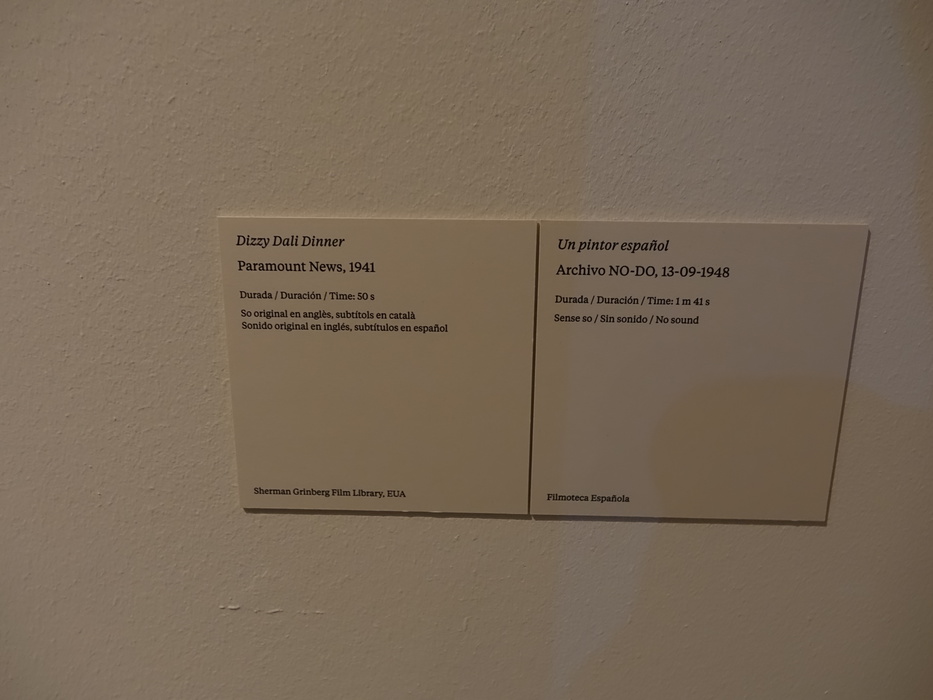 Dizzy Dali Dinner
Paramount News, 1941
Durada / Duración / Time: 50 s
So original en anglès, subtítols en català
Sonido original en inglés, subtítulos en español
Sherman Grinberg Film Library, EUA
Un pintor español
Archivo NO-DO, 13-09-1948
Durada / Duración / Time: 1 m 41 s
Sense so / Sin sonido / No sound
Filmoteca Española